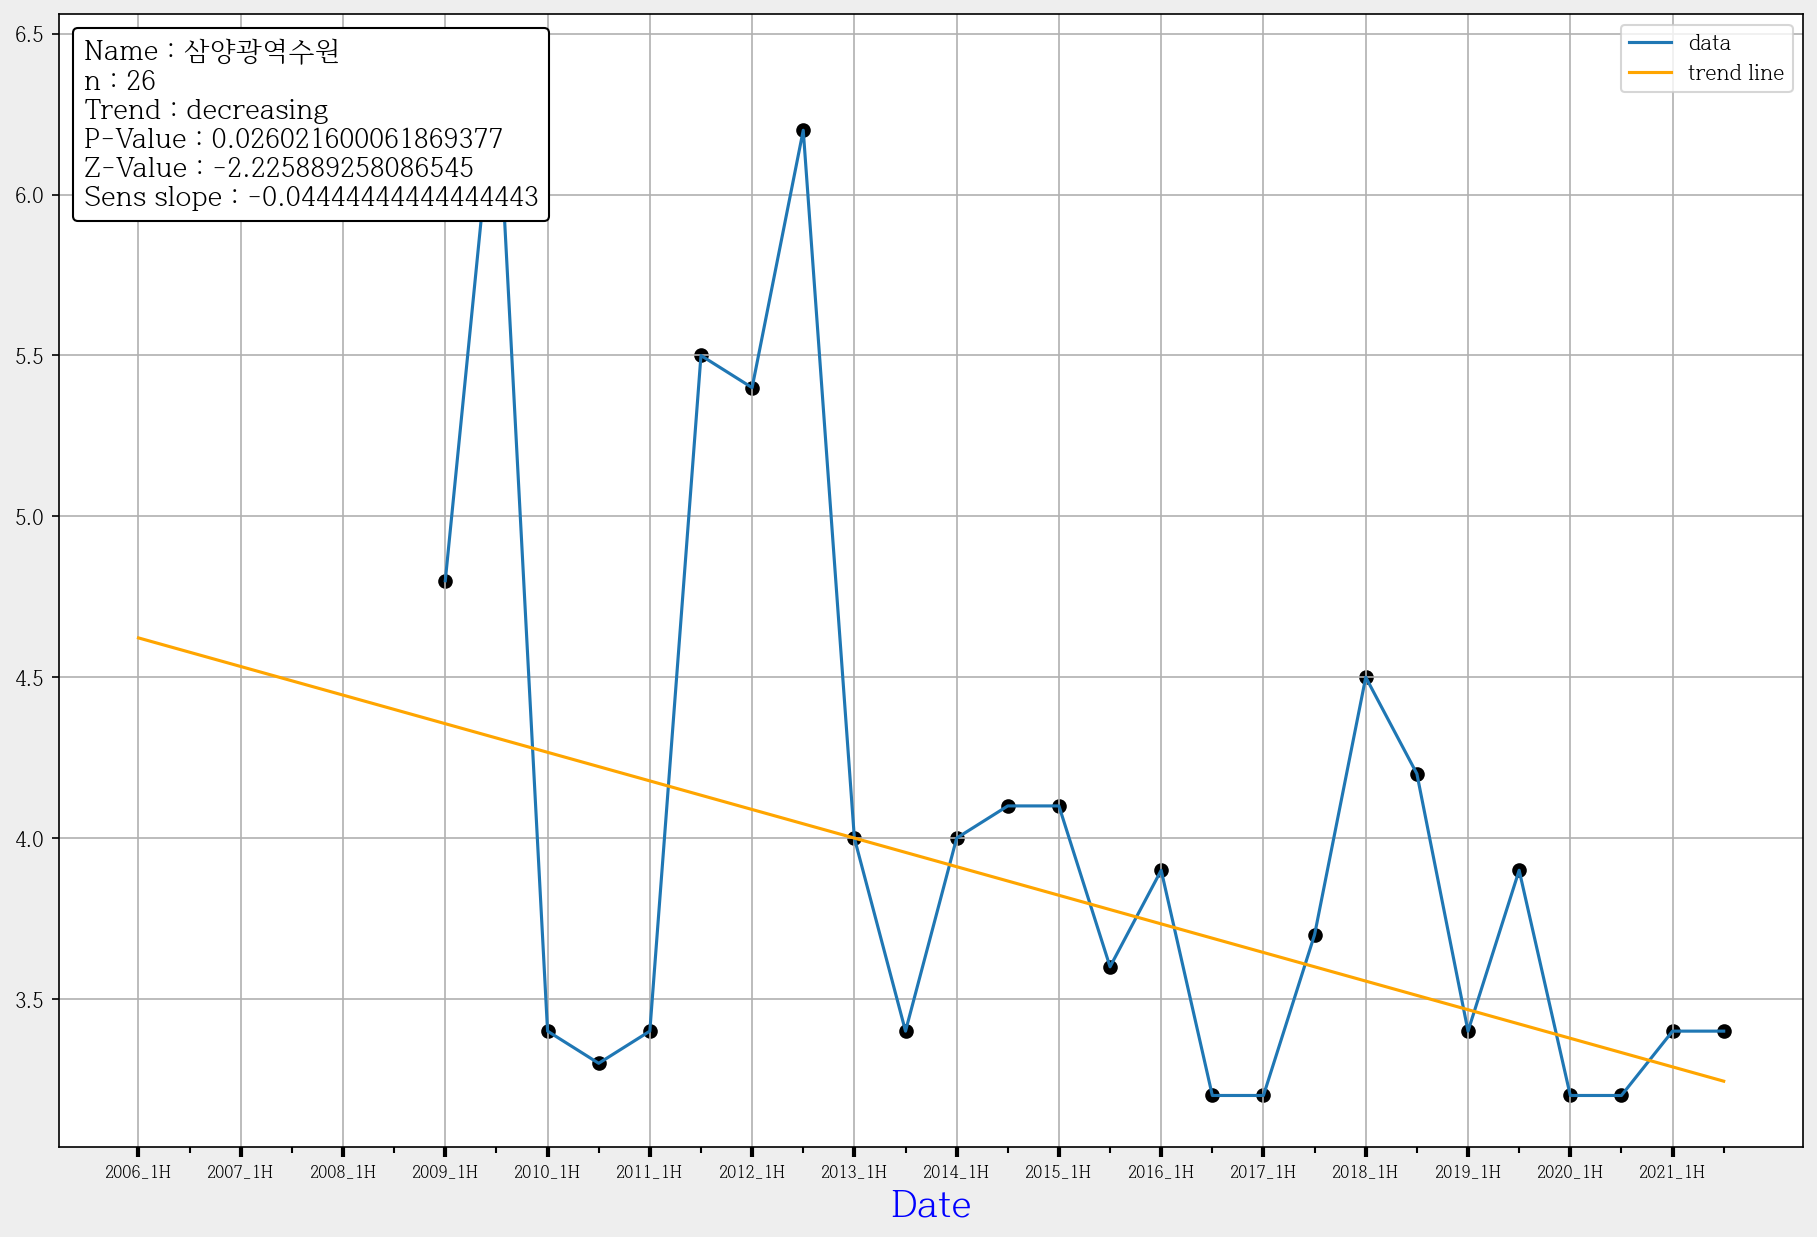 Name : 삼양광역수원
n : 26
Trend : decreasing
P-Value : 0.026021600061869377
Z-Value : -2.225889258086545
Sens slope : -0.04444444444444443
data
trend line
6.5
6.0
5.5
5.0
4.5
4.0
3.5
2006_1H 2007_1H 2008_1H 2009_1H 2010_1H 2011_1H 2012_1H 2013_1H 2014_1H 2015_1H 2016_1H 2017_1H 2018_1H 2019_1H 2020_1H 2021_1H
Date